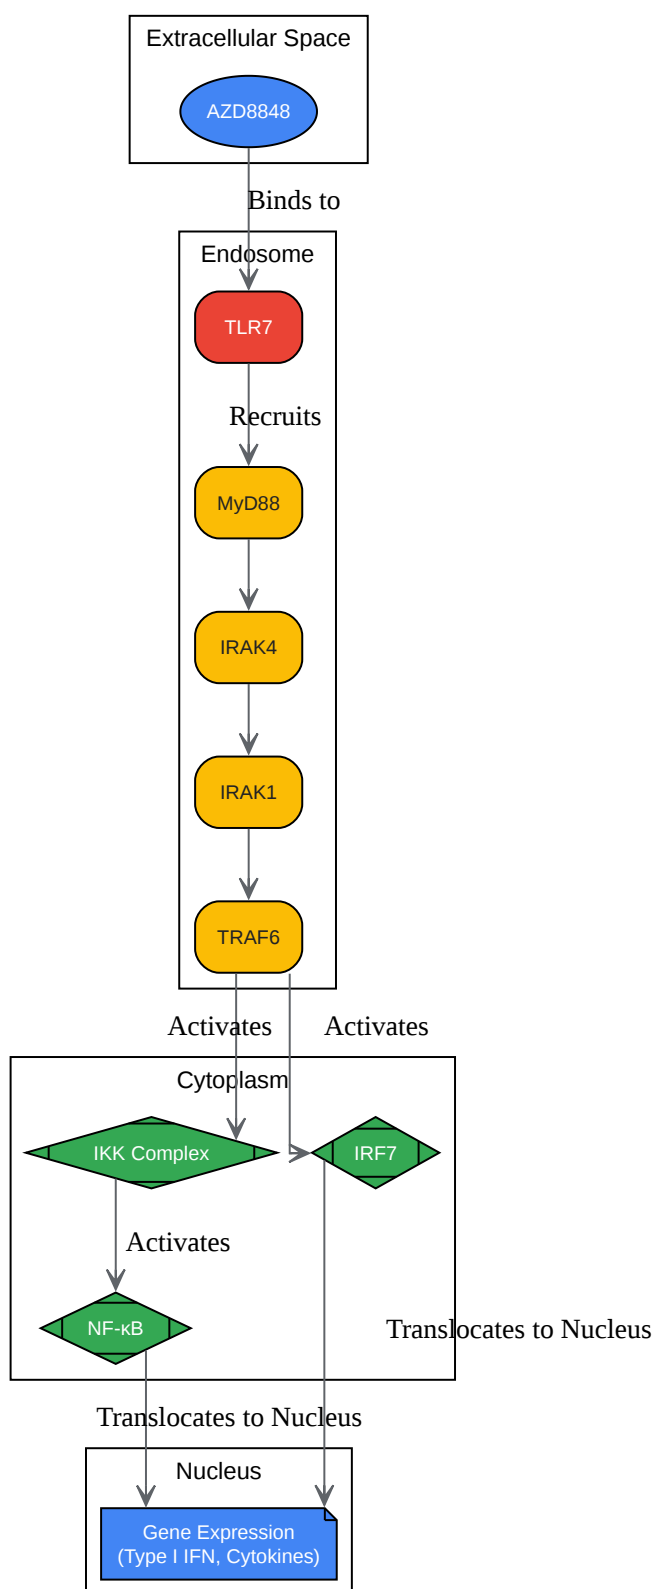 Extracellular Space
AZD8848
Binds to
Endosome
TLR7
Recruits
MyD88
IRAK4
IRAK1
TRAF6
Activates
Activates
Cytoplasm
IKK Complex
IRF7
Activates
NF-κB
Translocates to Nucleus
Translocates to Nucleus
Nucleus
Gene Expression
(Type I IFN, Cytokines)